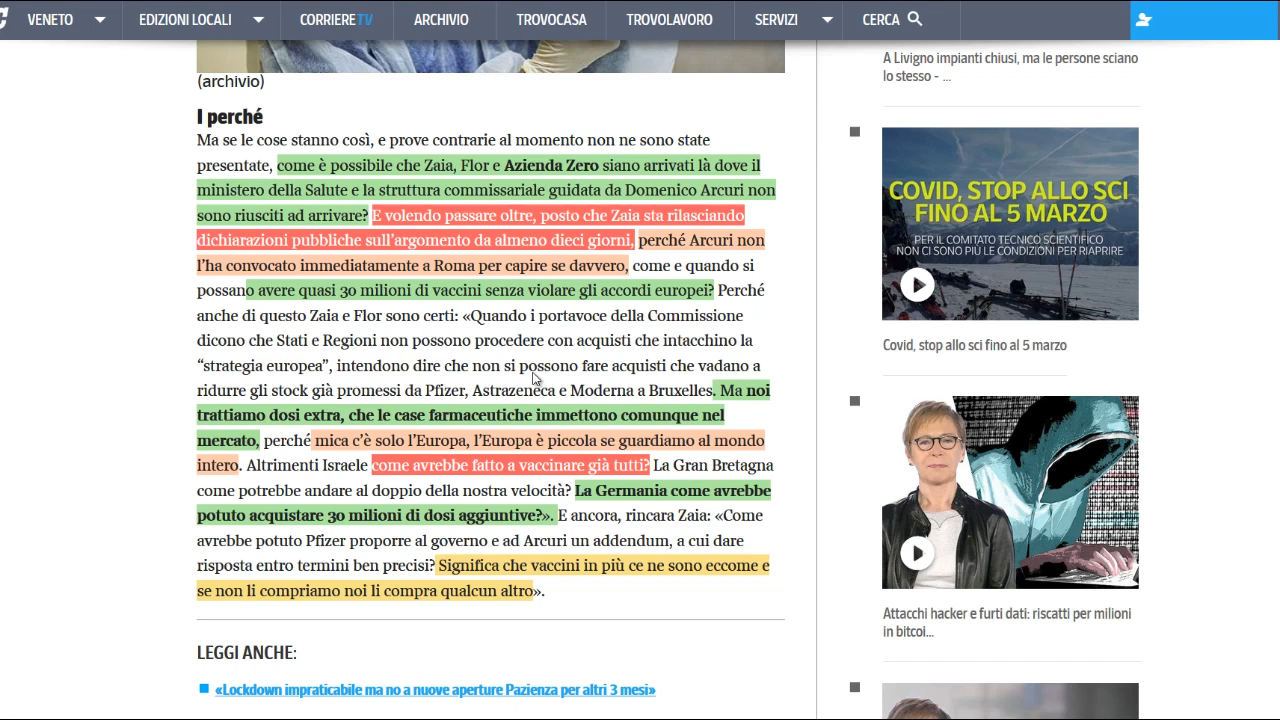 VENETO
EDIZIONI LOCALI
CORRIERETV
ARCHIVIO
TROVOCASA
TROVOLAVORO
SERVIZI
CERCA
(archivio)
I perché
Ma se le cose stanno così, e prove contrarie al momento non ne sono state
presentate, come è possibile che Zaia, Flor e Azienda Zero siano arrivati là dove il
ministero della Salute e la struttura commissariale guidata da Domenico Arcuri non
sono riusciti ad arrivare? E volendo passare oltre, posto che Zaia sta rilasciando
dichiarazioni pubbliche sull’argomento da almeno dieci giorni, perché Arcuri non
l’ha convocato immediatamente a Roma per capire se davvero, come e quando si
possano avere quasi 30 milioni di vaccini senza violare gli accordi europei? Perché
anche di questo Zaia e Flor sono certi: «Quando i portavoce della Commissione
dicono che Stati e Regioni non possono procedere con acquisti che intacchino la
“strategia europea”, intendono dire che non si possono fare acquisti che vadano a
ridurre gli stock già promessi da Pfizer, Astrazeneca e Moderna a Bruxelles. Ma noi
trattiamo dosi extra, che le case farmaceutiche immettono comunque nel
mercato, perché mica c’è solo l’Europa, l’Europa è piccola se guardiamo al mondo
intero. Altrimenti Israele come avrebbe fatto a vaccinare già tutti? La Gran Bretagna
come potrebbe andare al doppio della nostra velocità? La Germania come avrebbe
potuto acquistare 30 milioni di dosi aggiuntive?». E ancora, rincara Zaia: «Come
avrebbe potuto Pfizer proporre al governo e ad Arcuri un addendum, a cui dare
risposta entro termini ben precisi? Significa che vaccini in più ce ne sono eccome e
se non li compriamo noi li compra qualcun altro».
LEGGI ANCHE:
«Lockdown impraticabile ma no a nuove aperture Pazienza per altri 3 mesi»
A Livigno impianti chiusi, ma le persone sciano
lo stesso - ...
COVID, STOP ALLO SCI
FINO AL 5 MARZO
PER IL COMITATO TECNICO SCIENTIFICO
NON CI SONO PIÙ LE CONDIZIONI PER RIAPRIRE
Covid, stop allo sci fino al 5 marzo
Attacchi hacker e furti dati: riscatti per milioni
in bitcoi...